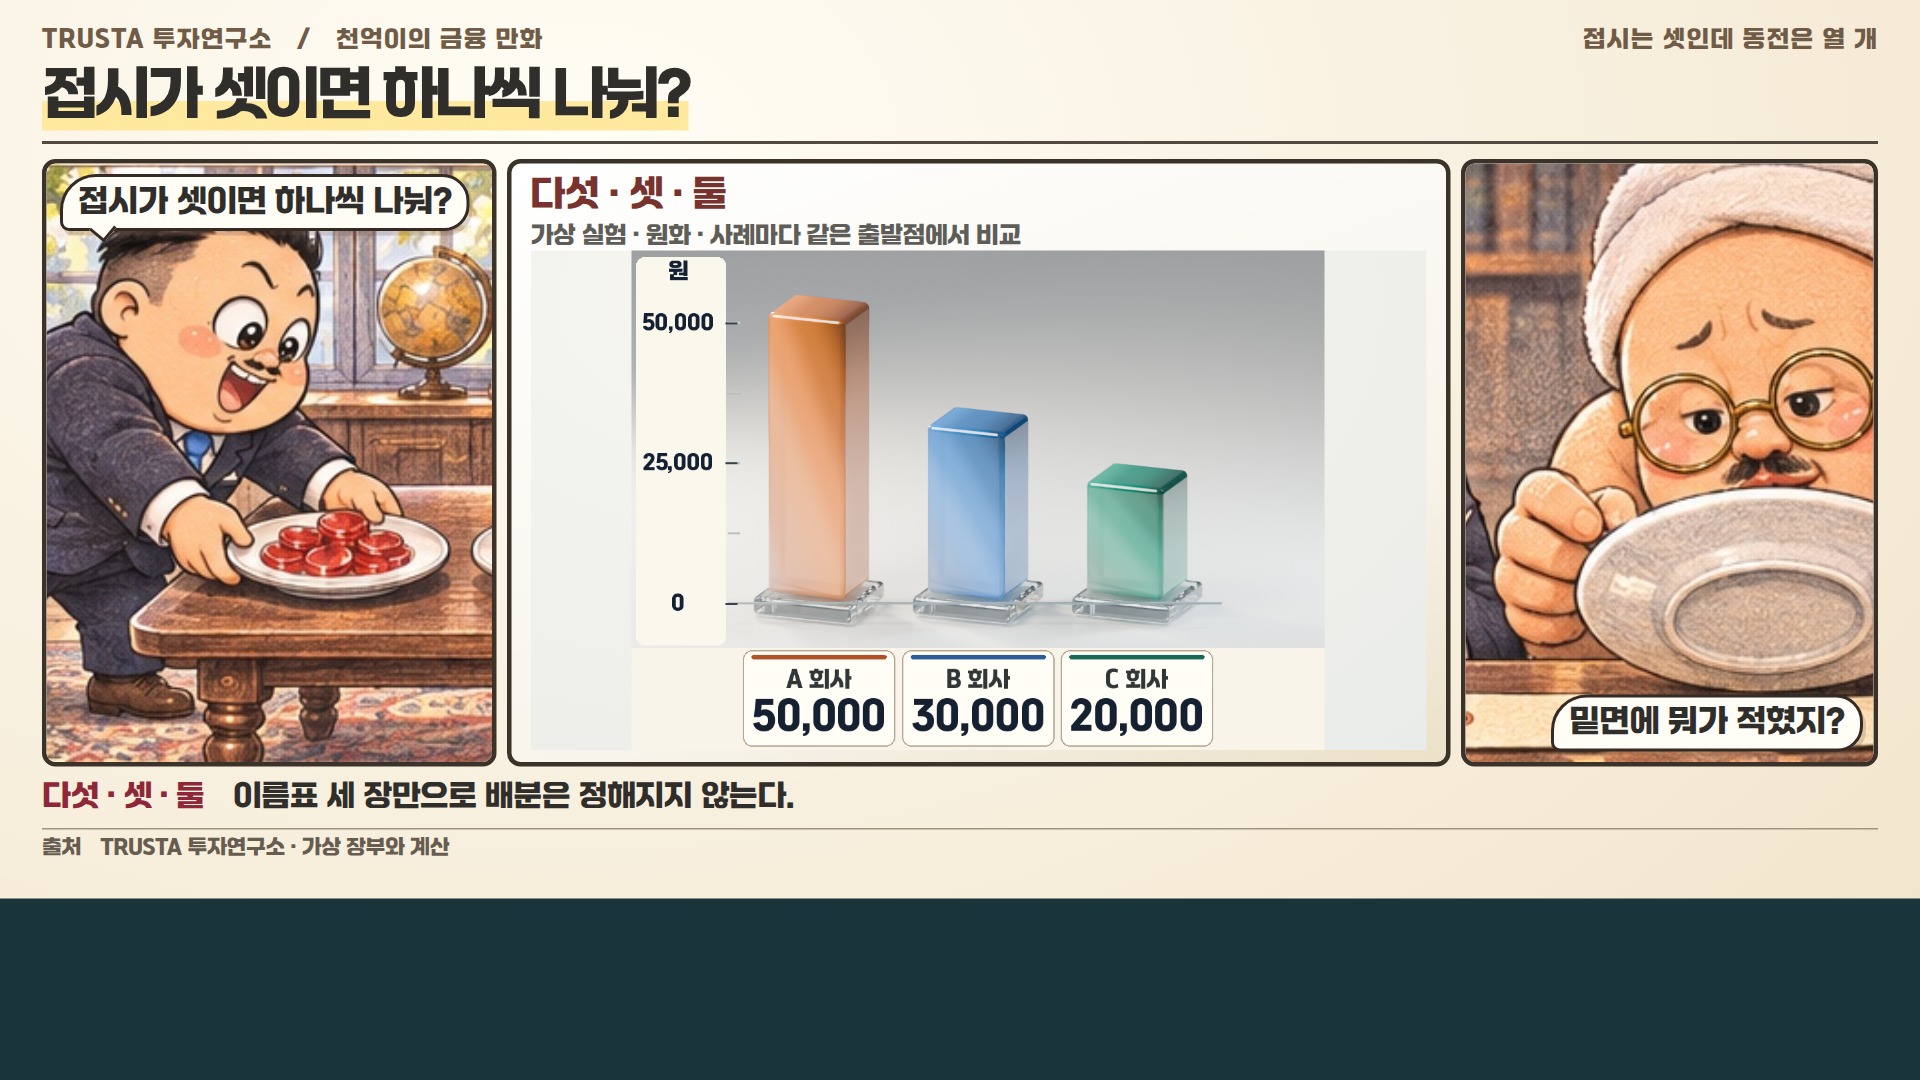 TRUSTA 투자연구소 / 천억이의 금융 만화
접시는 셋인데 동전은 열 개
접시가 셋이면 하나씩 나눠?
접시가 셋이면 하나씩 나눠?
다섯 · 셋 · 둘
가상 실험 · 원화 · 사례마다 같은 출발점에서 비교
원
50,000
25,000
0
A 회사
50,000
B 회사
30,000
C 회사
20,000
밑면에 뭐가 적혔지?
다섯 · 셋 · 둘 이름표 세 장만으로 배분은 정해지지 않는다.
출처 TRUSTA 투자연구소 · 가상 장부와 계산